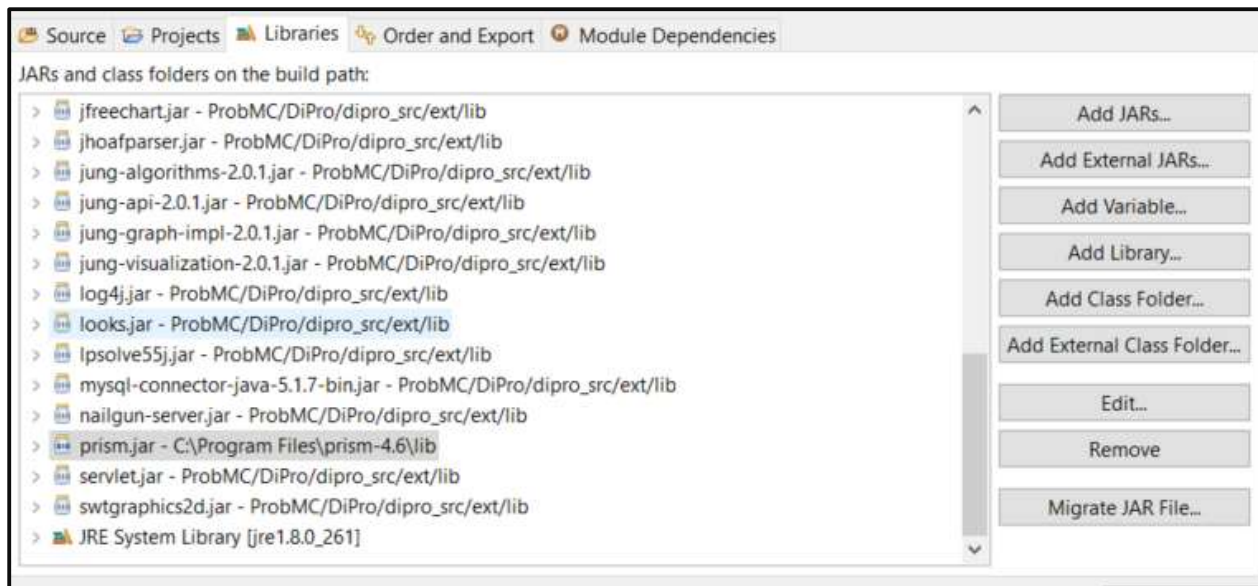 Source Projects Libraries Order and Export Module Dependencies
JARs and class folders on the build path:
jfreechart.jar - ProbMC/DiPro/dipro_src/ext/lib
jhoafparser.jar - ProbMC/DiPro/dipro_src/ext/lib
jung-algorithms-2.0.1.jar - ProbMC/DiPro/dipro_src/ext/lib
jung-api-2.0.1.jar - ProbMC/DiPro/dipro_src/ext/lib
jung-graph-impl-2.0.1.jar - ProbMC/DiPro/dipro_src/ext/lib
jung-visualization-2.0.1.jar - ProbMC/DiPro/dipro_src/ext/lib
log4j.jar - ProbMC/DiPro/dipro_src/ext/lib
looks.jar - ProbMC/DiPro/dipro_src/ext/lib
lpsolve55j.jar - ProbMC/DiPro/dipro_src/ext/lib
mysql-connector-java-5.1.7-bin.jar - ProbMC/DiPro/dipro_src/ext/lib
nailgun-server.jar - ProbMC/DiPro/dipro_src/ext/lib
prism.jar - C:\Program Files\prism-4.6\lib
servlet.jar - ProbMC/DiPro/dipro_src/ext/lib
swtgraphics2d.jar - ProbMC/DiPro/dipro_src/ext/lib
JRE System Library [jre1.8.0_261]
Add JARs...
Add External JARs...
Add Variable...
Add Library...
Add Class Folder...
Add External Class Folder...
Edit...
Remove
Migrate JAR File...